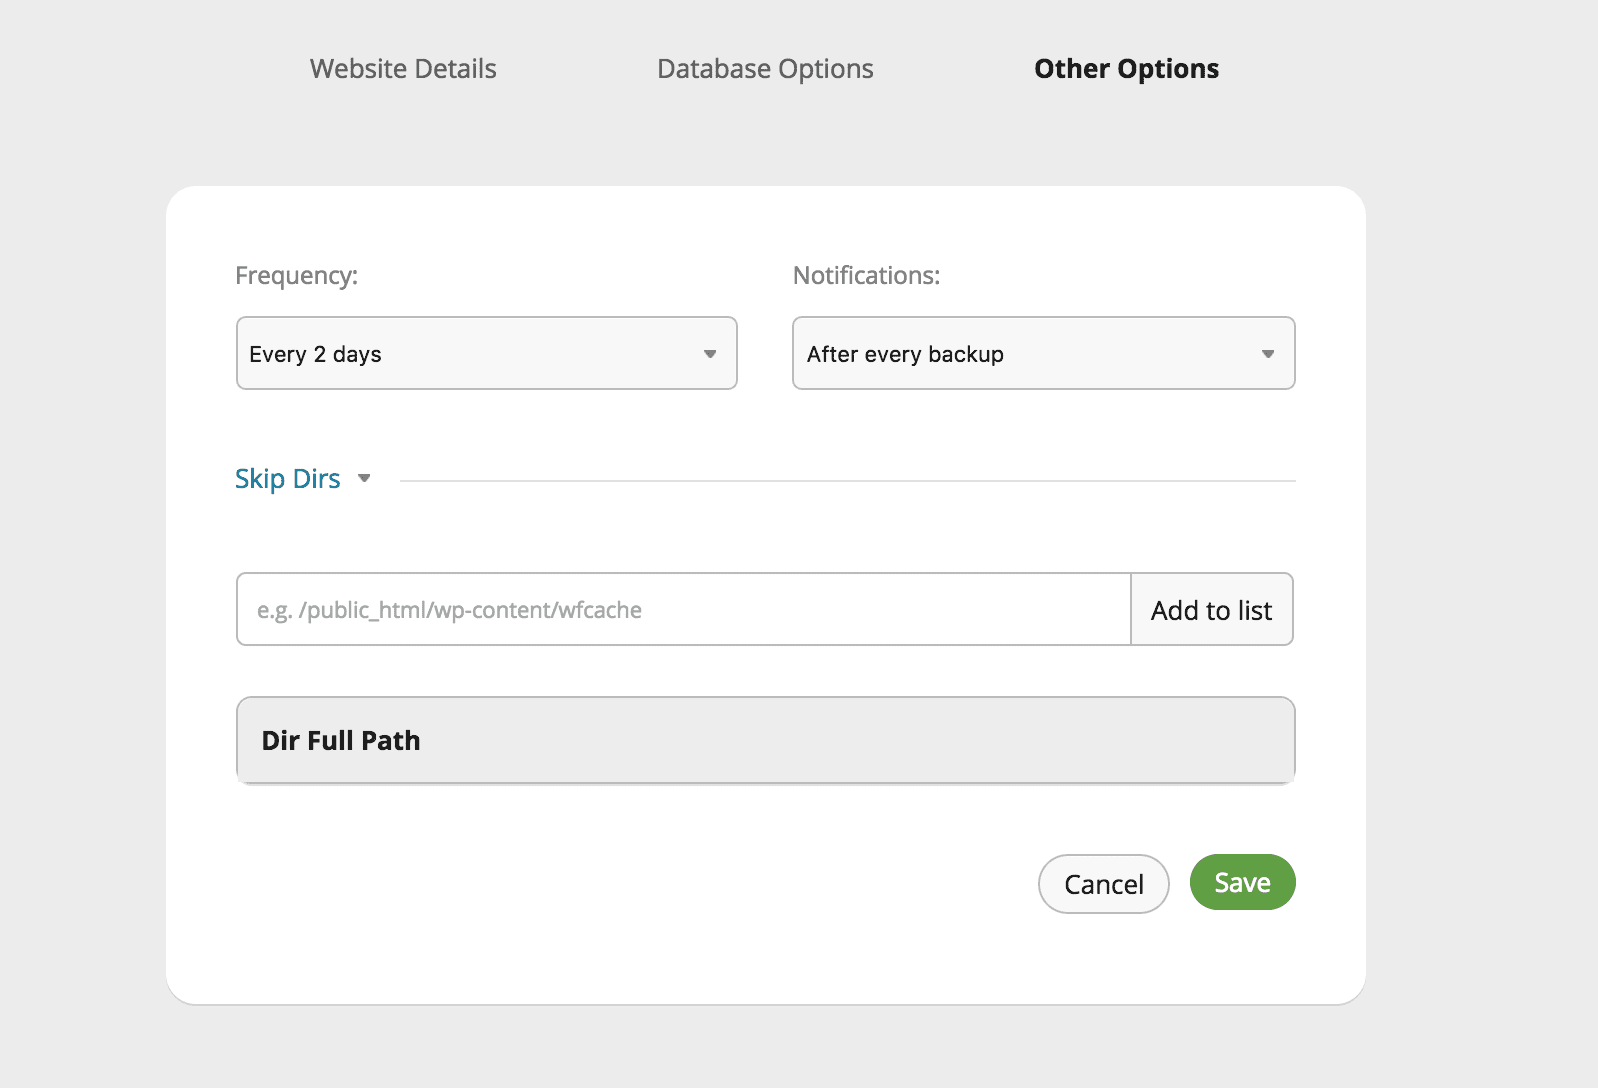 Website Details
Database Options
Other Options
Frequency:
Notifications:
Every 2 days
After every backup
Skip Dirs
e.g. /public_html/wp-content/wfcache
Add to list
Dir Full Path
Cancel
Save